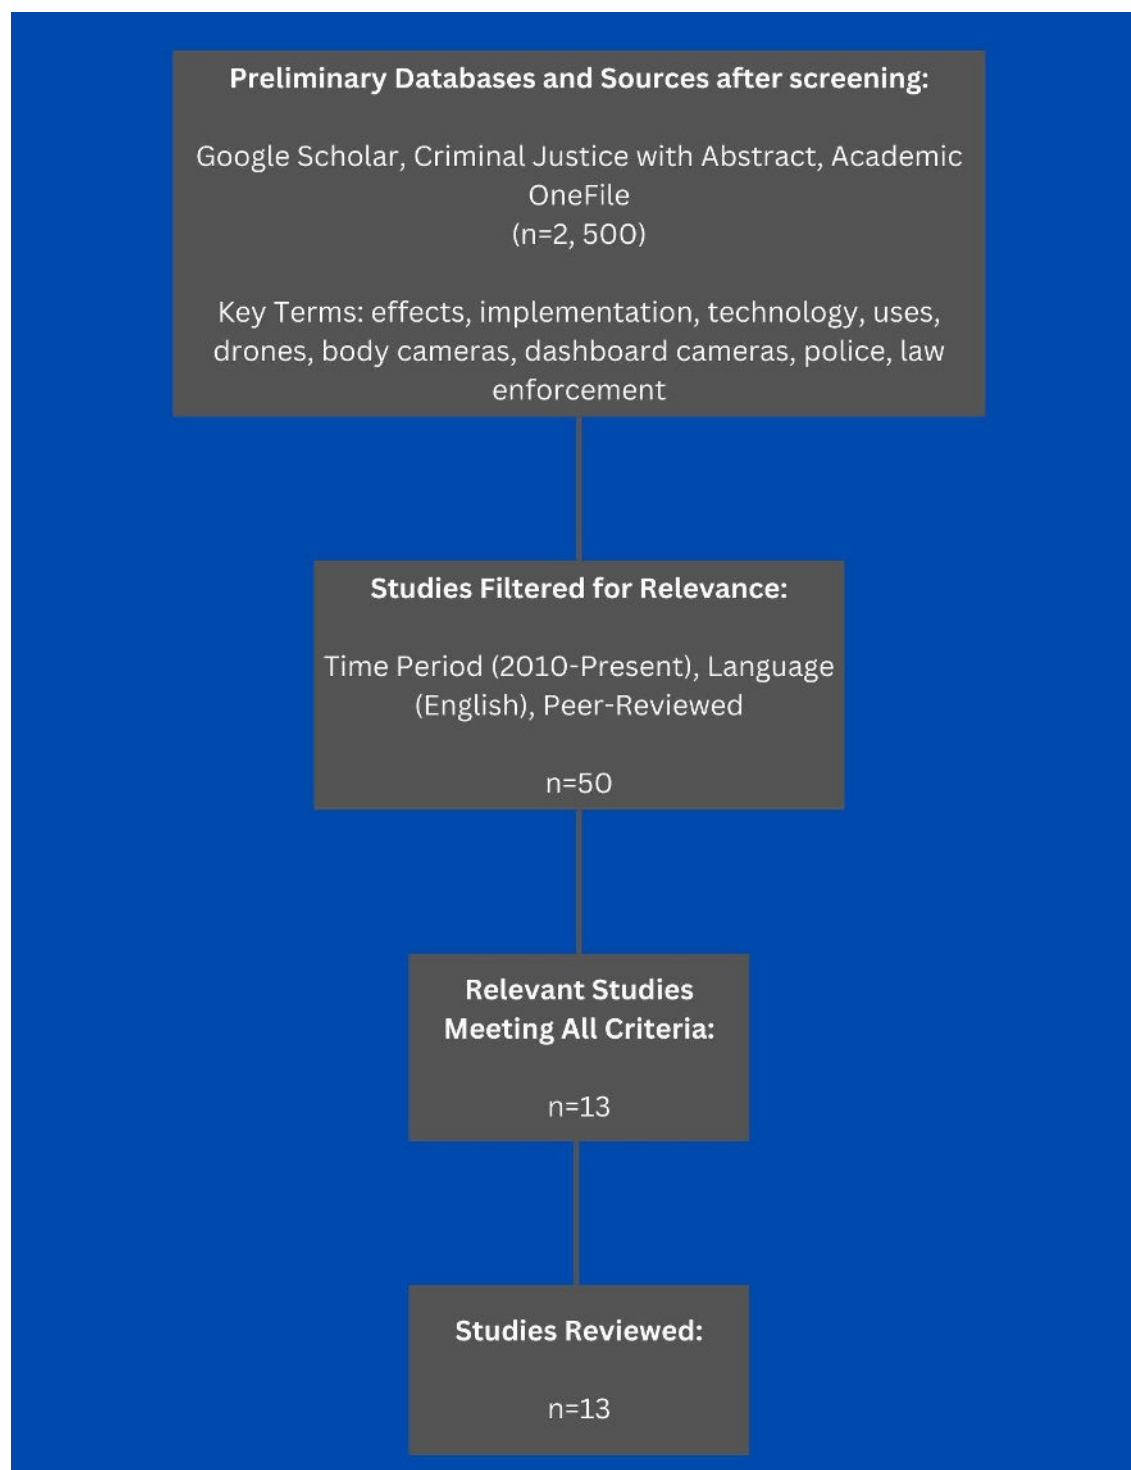 Preliminary Databases and Sources after screening:
Google Scholar, Criminal Justice with Abstract, Academic
OneFile
(n=2, 500)
Key Terms: effects, implementation, technology, uses,
drones, body cameras, dashboard cameras, police, law
enforcement
Studies Filtered for Relevance:
Time Period (2010-Present), Language
(English), Peer-Reviewed
n=50
Relevant Studies
Meeting All Criteria:
n=13
Studies Reviewed:
n=13